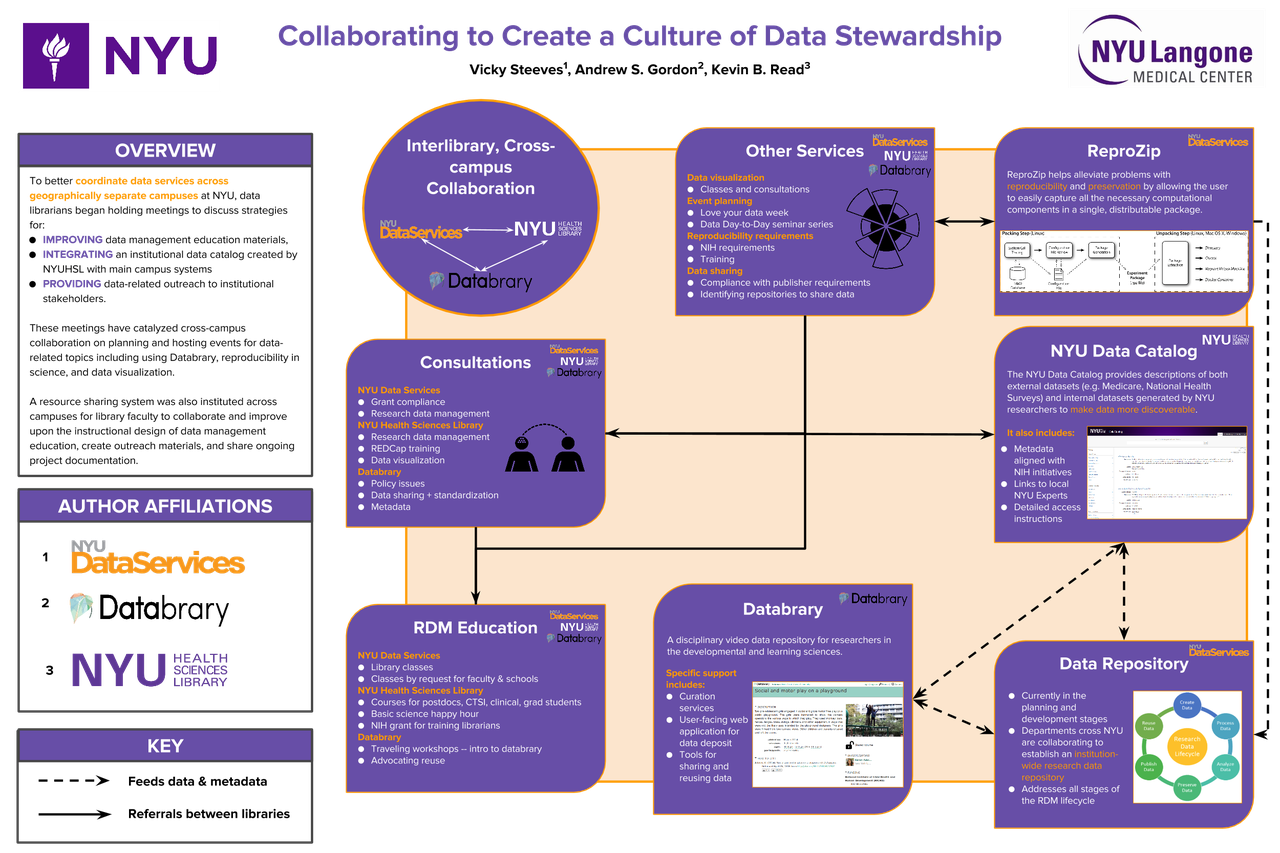 NYU
Collaborating to Create a Culture of Data Stewardship
Vicky Steeves1, Andrew S. Gordon2, Kevin B. Read3
NYU Langone
MEDICAL CENTER
OVERVIEW
To better coordinate data services across
geographically separate campuses at NYU, data
librarians began holding meetings to discuss strategies
for:
● IMPROVING data management education materials,
● INTEGRATING an institutional data catalog created by
NYUHSL with main campus systems
● PROVIDING data-related outreach to institutional
stakeholders.
These meetings have catalyzed cross-campus
collaboration on planning and hosting events for data-
related topics including using Databrary, reproducibility in
science, and data visualization.
A resource sharing system was also instituted across
campuses for library faculty to collaborate and improve
upon the instructional design of data management
education, create outreach materials, and share ongoing
project documentation.
AUTHOR AFFILIATIONS
1
NYU
DataServices
2
Databrary
3
NYU HEALTH
SCIENCES
LIBRARY
KEY
Feeds data & metadata
Referrals between libraries
Interlibrary, Cross-
campus
Collaboration
NYU
DataServices
NYU HEALTH
SCIENCES
LIBRARY
Databrary
Other Services
NYU
DataServices
NYU HEALTH
SCIENCES
LIBRARY
Databrary
Data visualization
● Classes and consultations
Event planning
● Love your data week
● Data Day-to-Day seminar series
Reproducibility requirements
● NIH requirements
● Training
Data sharing
● Compliance with publisher requirements
● Identifying repositories to share data
ReproZip
NYU
DataServices
ReproZip helps alleviate problems with
reproducibility and preservation by allowing the user
to easily capture all the necessary computational
components in a single, distributable package.
Packing Step (Linux)
Unpacking Step (Linux, Mac OS X, Windows)
Experiment
Package
Consultations
NYU
DataServices
NYU HEALTH
SCIENCES
LIBRARY
Databrary
NYU Data Services
● Grant compliance
● Research data management
NYU Health Sciences Library
● Research data management
● REDCap training
● Data visualization
Databrary
● Policy issues
● Data sharing + standardization
● Metadata
NYU Data Catalog
NYU HEALTH
SCIENCES
LIBRARY
The NYU Data Catalog provides descriptions of both
external datasets (e.g. Medicare, National Health
Surveys) and internal datasets generated by NYU
researchers to make data more discoverable.
It also includes:
● Metadata
aligned with
NIH initiatives
● Links to local
NYU Experts
● Detailed access
instructions
RDM Education
NYU
DataServices
NYU HEALTH
SCIENCES
LIBRARY
Databrary
NYU Data Services
● Library classes
● Classes by request for faculty & schools
NYU Health Sciences Library
● Courses for postdocs, CTSI, clinical, grad students
● Basic science happy hour
● NIH grant for training librarians
Databrary
● Traveling workshops -- intro to databrary
● Advocating reuse
Databrary
Databrary
A disciplinary video data repository for researchers in
the developmental and learning sciences.
Specific support
includes:
● Curation
services
● User-facing web
application for
data deposit
● Tools for
sharing and
reusing data
Social and motor play on a playground
Data Repository
NYU
DataServices
● Currently in the
planning and
development stages
● Departments cross NYU
are collaborating to
establish an institution-
wide research data
repository
● Addresses all stages of
the RDM lifecycle
Create
Data
Process
Data
Analyze
Data
Preserve
Data
Publish
Data
Reuse
Data
Research
Data
Lifecycle